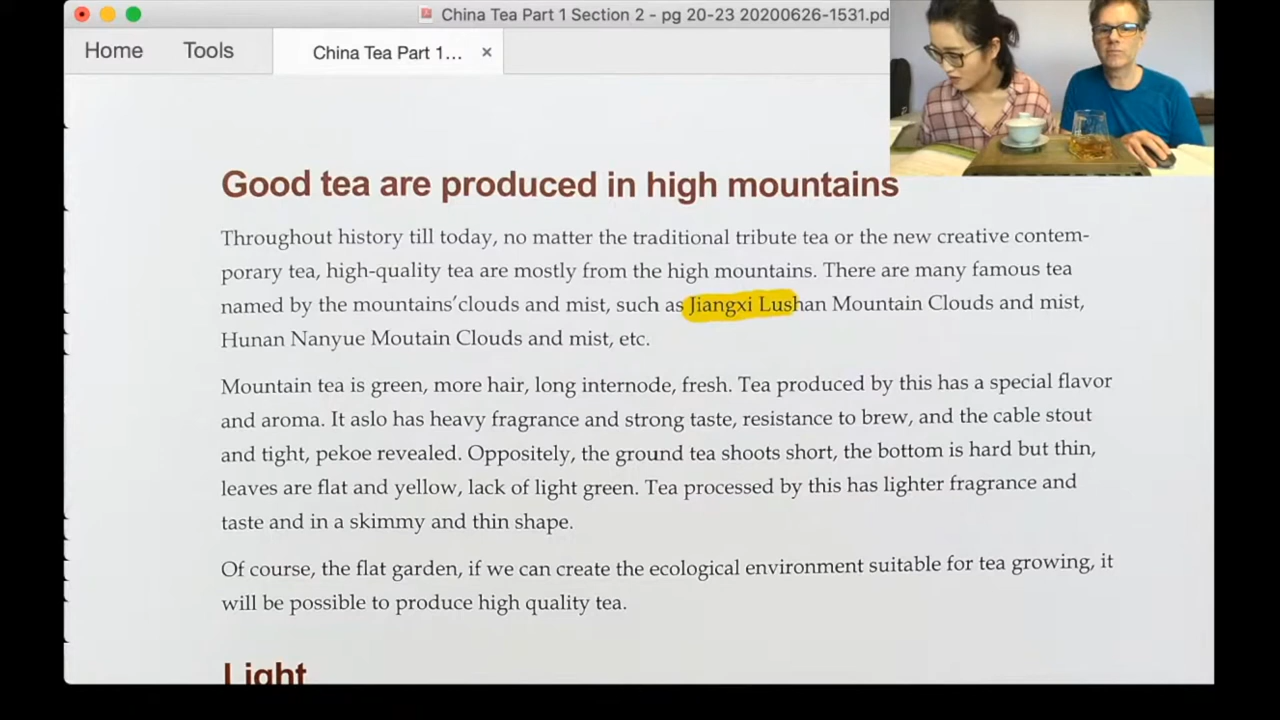 China Tea Part 1 Section 2 - pg 20-23 20200626-1531.pd
Home
Tools
China Tea Part 1...
Good tea are produced in high mountains
Throughout history till today, no matter the traditional tribute tea or the new creative contem-
porary tea, high-quality tea are mostly from the high mountains. There are many famous tea
named by the mountains'clouds and mist, such as Jiangxi Lushan Mountain Clouds and mist,
Hunan Nanyue Moutain Clouds and mist, etc.
Mountain tea is green, more hair, long internode, fresh. Tea produced by this has a special flavor
and aroma. It aslo has heavy fragrance and strong taste, resistance to brew, and the cable stout
and tight, pekoe revealed. Oppositely, the ground tea shoots short, the bottom is hard but thin,
leaves are flat and yellow, lack of light green. Tea processed by this has lighter fragrance and
taste and in a skimmy and thin shape.
Of course, the flat garden, if we can create the ecological environment suitable for tea growing, it
will be possible to produce high quality tea.
Light